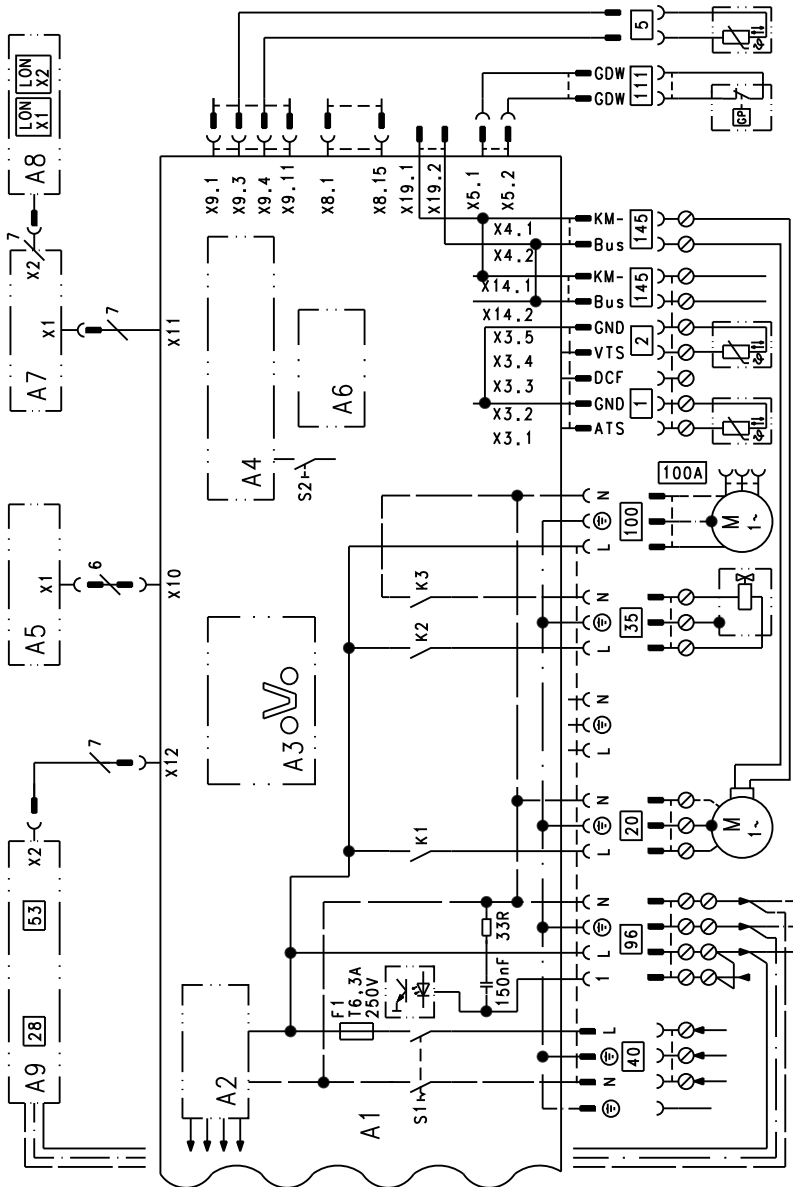 5
LON
X2
LON
X1
A8
GDW
GDW
111
GP
X9.1
X9.3
X9.4
X9.11
X8.1
X8.15
X19.1
X19.2
X5.1
X5.2
7
X2
X1
A7
7
X11
A4
A6
S2
X4.1
X4.2
X14.1
X14.2
X3.5
X3.4
X3.3
X3.2
X3.1
KM-
Bus
145
KM-
Bus
145
GND
VTS
2
DCF
GND
ATS
1
100A
N
L
100
M
1~
A5
X1
6
X10
K3
K2
N
L
35
A3
N
L
7
X12
K1
N
L
20
M
1~
A9
X2
53
28
N
L
1
96
33R
150nF
F1
T6,3A
250V
A2
A1
S1
L
N
40